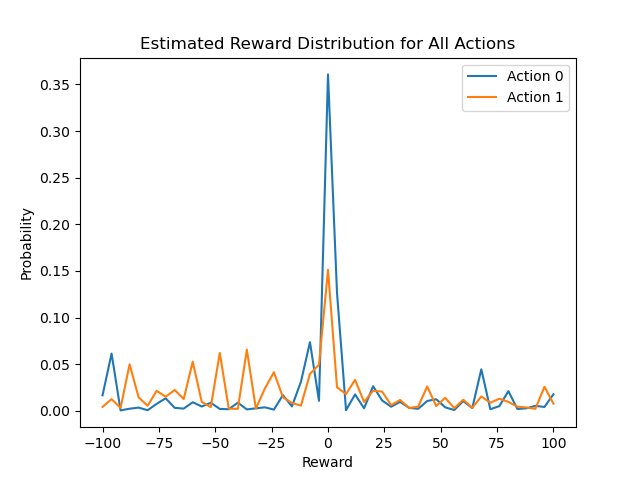 Estimated Reward Distribution for All Actions
Action 0
Action 1
Probability
0.35
0.30
0.25
0.20
0.15
0.10
0.05
0.00
−100 −75 −50 −25 0 25 50 75 100
Reward